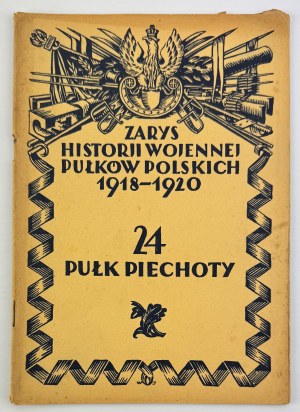 ZARYS
HISTORJI WOJENNEJ
PUŁKÓW POLSKICH
1918-1920
24
PUŁK PIECHOTY